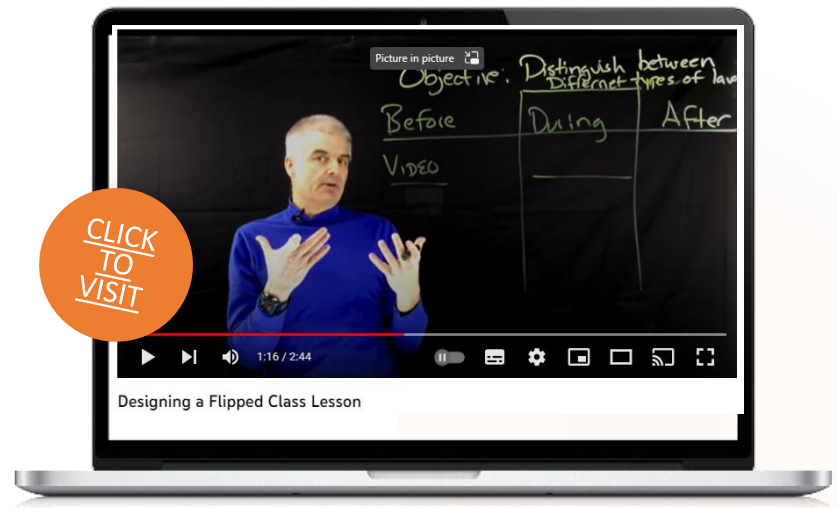 Picture in picture
Objective: Distinguish between
Differnet types of lava
Before During After
VIDEO
CLICK
TO
VISIT
1:16 / 2:44
Designing a Flipped Class Lesson